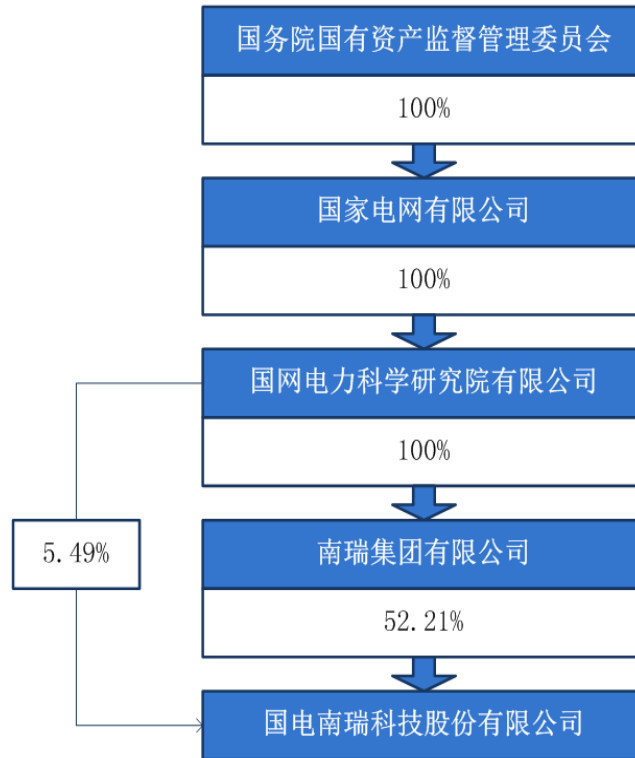 国务院国有资产监督管理委员会
100%
国家电网有限公司
100%
国网电力科学研究院有限公司
100%
5.49%
南瑞集团有限公司
52.21%
国电南瑞科技股份有限公司